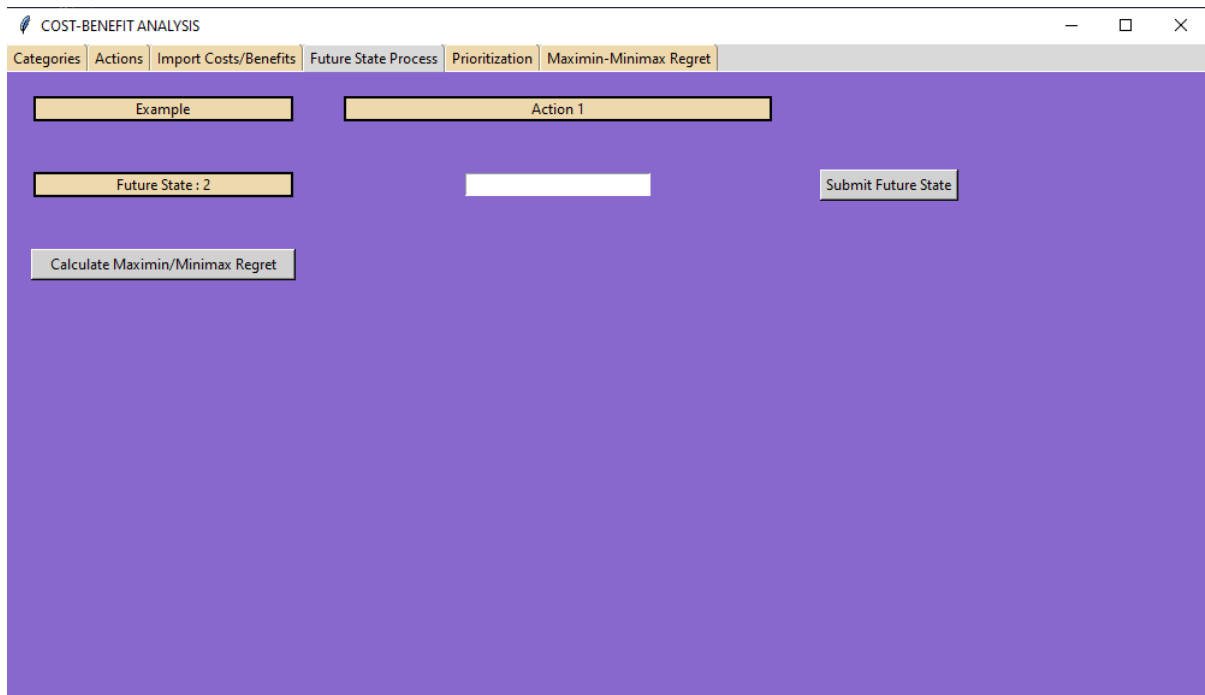 COST-BENEFIT ANALYSIS
Categories Actions Import Costs/Benefits Future State Process Prioritization Maximin-Minimax Regret
Example Action 1
Future State : 2 Submit Future State
Calculate Maximin/Minimax Regret